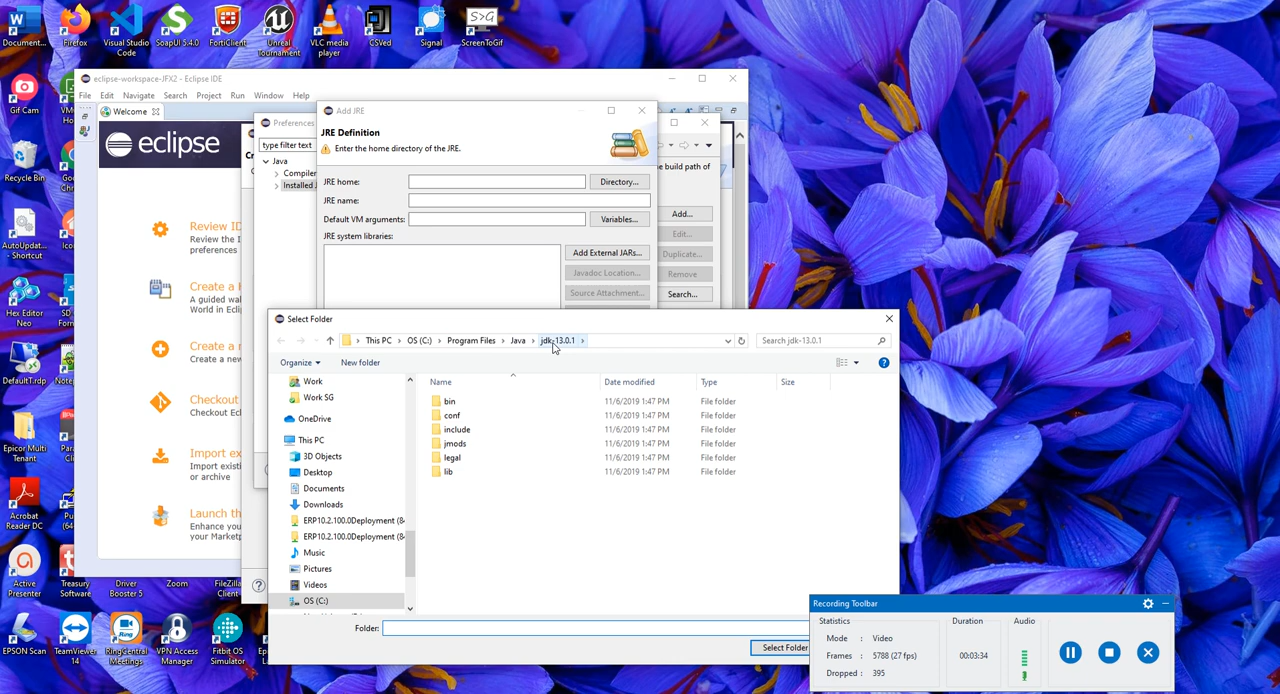 Document...
Firefox
Visual Studio
Code
SoapUI 5.4.0
FortiClient
Unreal
Tournament
VLC media
player
CSVed
Signal
S>G
ScreenToGif
Gif Cam
Recycle Bin
AutoUpdat...
- Shortcut
Hex Editor
Neo
DefaultT.rdp
Epicor Multi
Tenant
Acrobat
Reader DC
Active
Presenter
Treasury
Software
Driver
Booster 5
Zoom
FileZilla
Client
EPSON Scan
TeamViewer
14
Ring
RingCentral
Meetings
VPN Access
Manager
Fitbit OS
Simulator
eclipse-workspace-JFX2 - Eclipse IDE
File Edit Navigate Search Project Run Window Help
Welcome
eclipse
Review ID
Review the I
preferences
Create a H
A guided wal
World in Ecli
Create a n
Create a new
Checkout
Checkout Ecl
Import ex
Import existi
or archive
Launch th
Enhance you
your Marketp
Preferences
type filter text
Java
Compiler
Installed J
he build path of
Add...
Edit...
Duplicate...
Remove
Search...
Add JRE
JRE Definition
Enter the home directory of the JRE.
JRE home:
Directory...
JRE name:
Default VM arguments:
Variables...
JRE system libraries:
Add External JARs...
Javadoc Location...
Source Attachment...
Select Folder
This PC > OS (C:) > Program Files > Java > jdk-13.0.1 >
Search jdk-13.0.1
Organize
New folder
Work
Work SG
OneDrive
This PC
3D Objects
Desktop
Documents
Downloads
ERP10.2.100.0Deployment (8
ERP10.2.100.0Deployment (8
Music
Pictures
Videos
OS (C:)
Name Date modified Type Size
bin 11/6/2019 1:47 PM File folder
conf 11/6/2019 1:47 PM File folder
include 11/6/2019 1:47 PM File folder
jmods 11/6/2019 1:47 PM File folder
legal 11/6/2019 1:47 PM File folder
lib 11/6/2019 1:47 PM File folder
Folder:
Select Folder
Recording Toolbar
Statistics
Duration
Audio
Mode : Video
Frames : 5788 (27 fps)
00:03:34
Dropped : 395